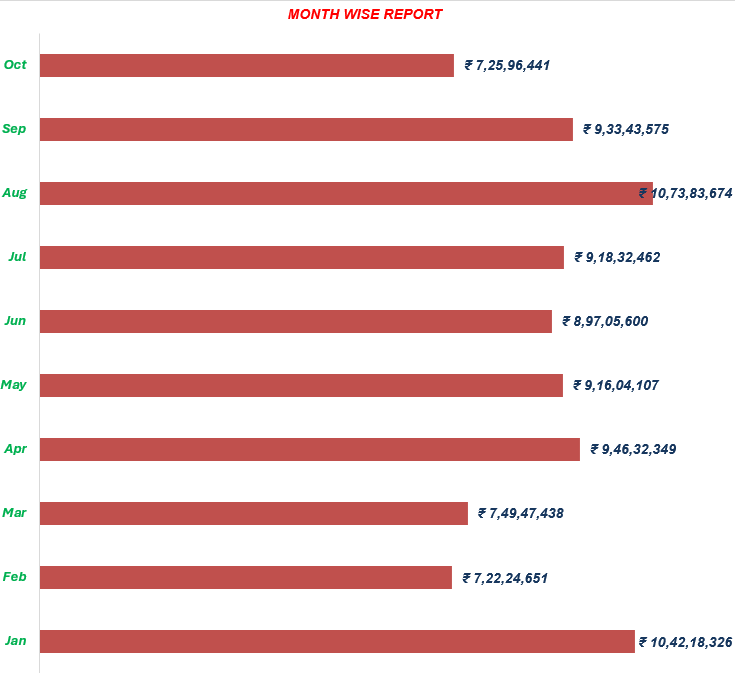 MONTH WISE REPORT
Oct ₹ 7,25,96,441
Sep ₹ 9,33,43,575
Aug ₹ 10,73,83,674
Jul ₹ 9,18,32,462
Jun ₹ 8,97,05,600
May ₹ 9,16,04,107
Apr ₹ 9,46,32,349
Mar ₹ 7,49,47,438
Feb ₹ 7,22,24,651
Jan ₹ 10,42,18,326